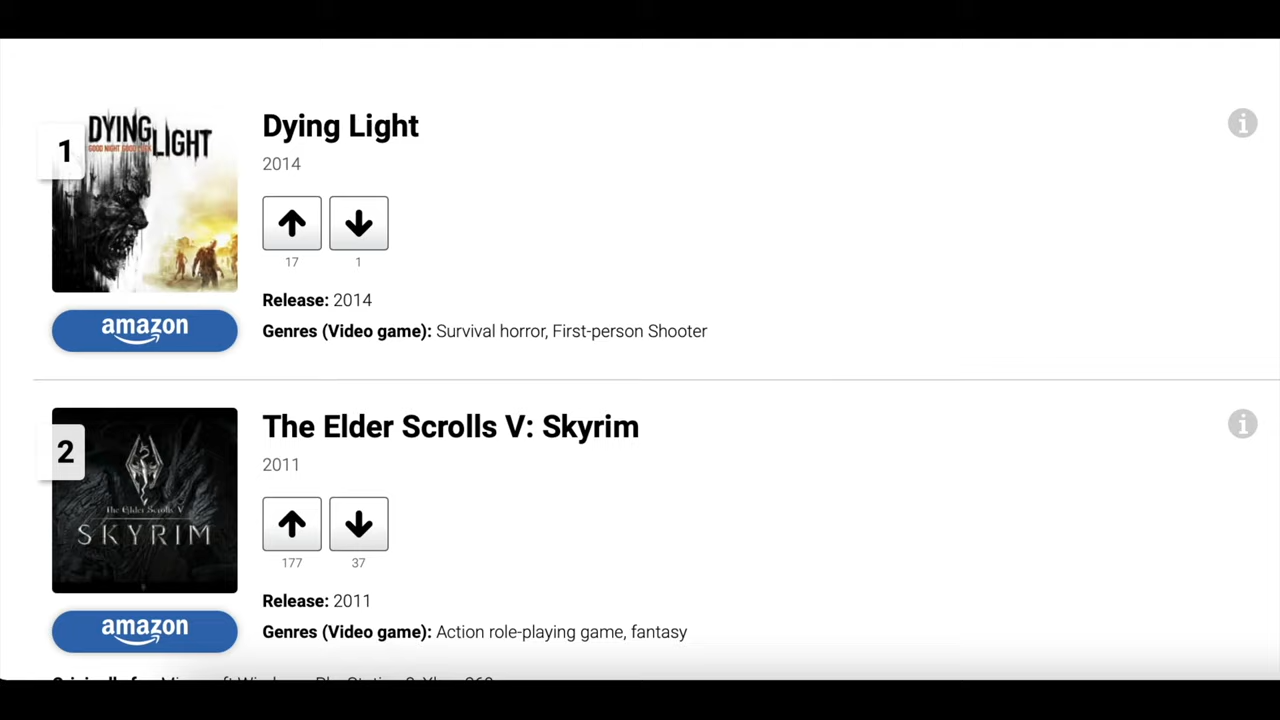 1
DYING LIGHT
GOOD NIGHT GOOD LUCK
amazon
Dying Light
2014
17
1
Release: 2014
Genres (Video game): Survival horror, First-person Shooter
2
The Elder Scrolls V
SKYRIM
amazon
The Elder Scrolls V: Skyrim
2011
177
37
Release: 2011
Genres (Video game): Action role-playing game, fantasy